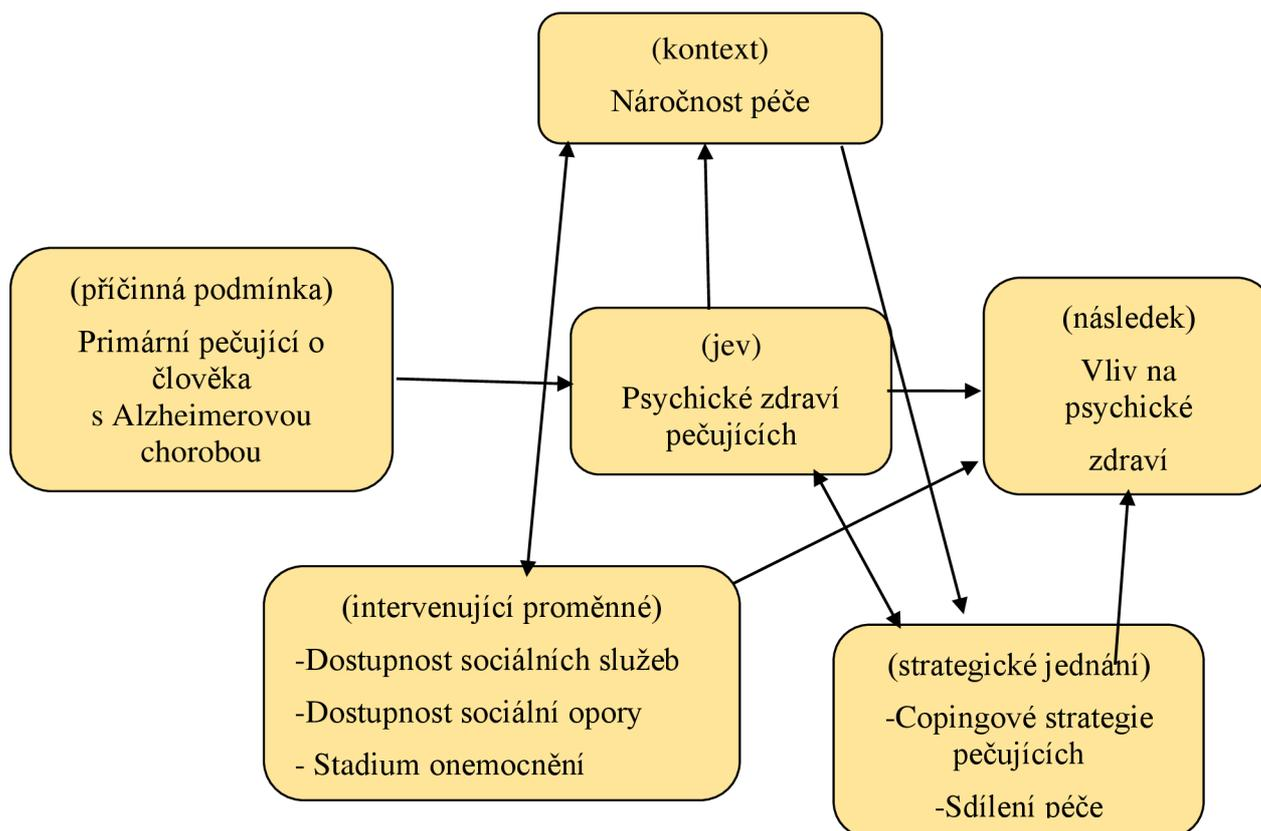 (kontext)
Náročnost péče
(příčinná podmínka)
Primární pečující o
člověka
s Alzheimerovou
chorobou
(jev)
Psychické zdraví
pečujících
(následek)
Vliv na
psychické
zdraví
(intervenující proměnné)
-Dostupnost sociálních služeb
-Dostupnost sociální opory
- Stadium onemocnění
(strategické jednání)
-Copingové strategie
pečujících
-Sdílení péče